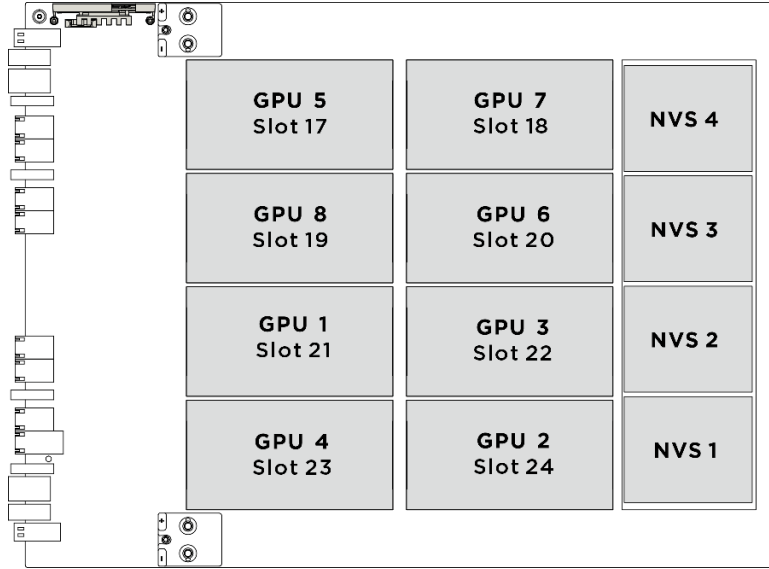 GPU 5
Slot 17
GPU 7
Slot 18
NVS 4
GPU 8
Slot 19
GPU 6
Slot 20
NVS 3
GPU 1
Slot 21
GPU 3
Slot 22
NVS 2
GPU 4
Slot 23
GPU 2
Slot 24
NVS 1